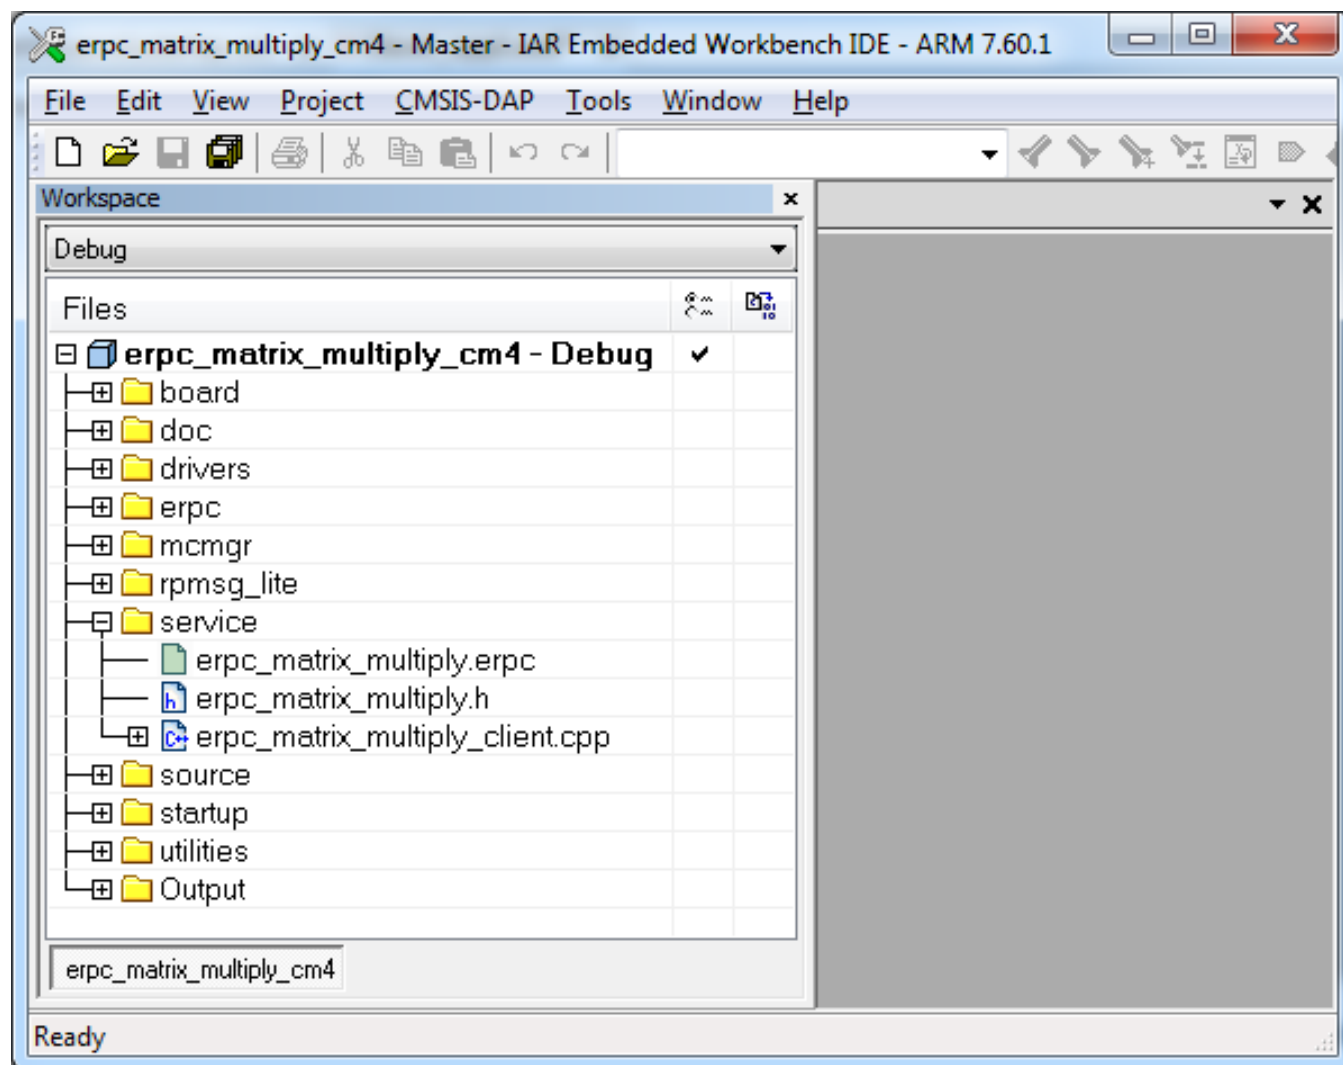 erpc_matrix_multiply_cm4 - Master - IAR Embedded Workbench IDE - ARM 7.60.1
File Edit View Project CMSIS-DAP Tools Window Help
Workspace
Debug
Files
erpc_matrix_multiply_cm4 - Debug
board
doc
drivers
erpc
mcmgr
rpmsg_lite
service
erpc_matrix_multiply.erpc
erpc_matrix_multiply.h
erpc_matrix_multiply_client.cpp
source
startup
utilities
Output
erpc_matrix_multiply_cm4
Ready